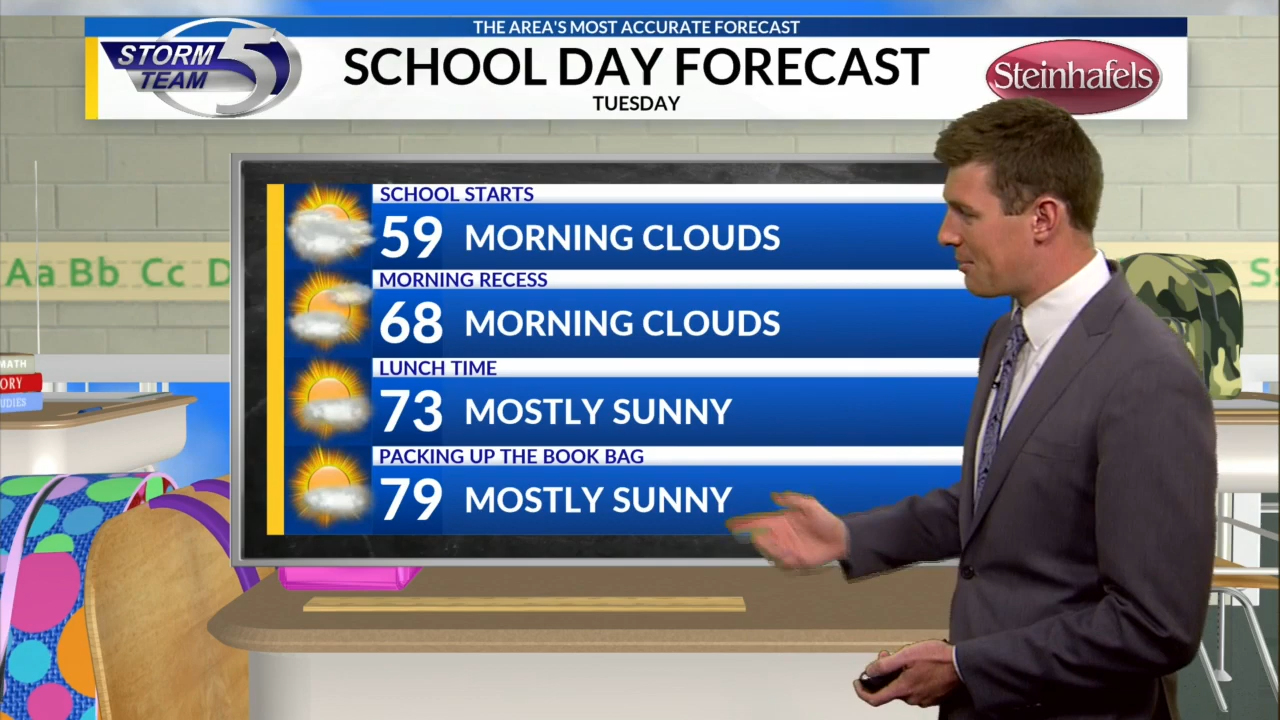 THE AREA'S MOST ACCURATE FORECAST
STORM TEAM 5
SCHOOL DAY FORECAST
TUESDAY
Steinhafels
SCHOOL STARTS
59 MORNING CLOUDS
MORNING RECESS
68 MORNING CLOUDS
LUNCH TIME
73 MOSTLY SUNNY
PACKING UP THE BOOK BAG
79 MOSTLY SUNNY
Aa Bb Cc D
S
MATH
ORY
UDIES